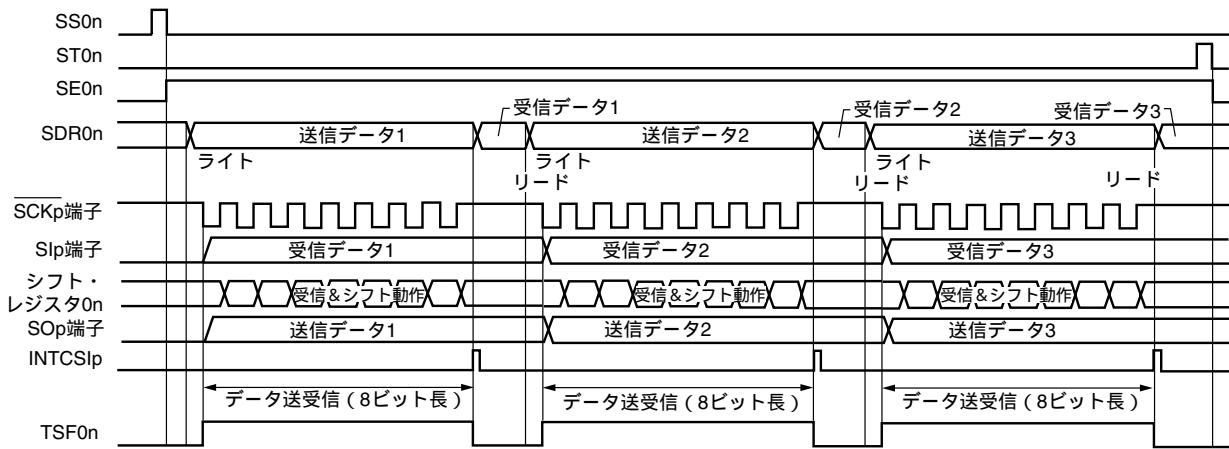 SS0n
ST0n
SE0n
受信データ1 受信データ2 受信データ3
SDR0n 送信データ1 送信データ2 送信データ3
ライト ライト ライト
リード リード リード
SCKp端子
SIp端子 受信データ1 受信データ2 受信データ3
シフト・
レジスタ0n 受信&シフト動作 受信&シフト動作 受信&シフト動作
SOp端子 送信データ1 送信データ2 送信データ3
INTCSIp
データ送受信（8ビット長） データ送受信（8ビット長） データ送受信（8ビット長）
TSF0n